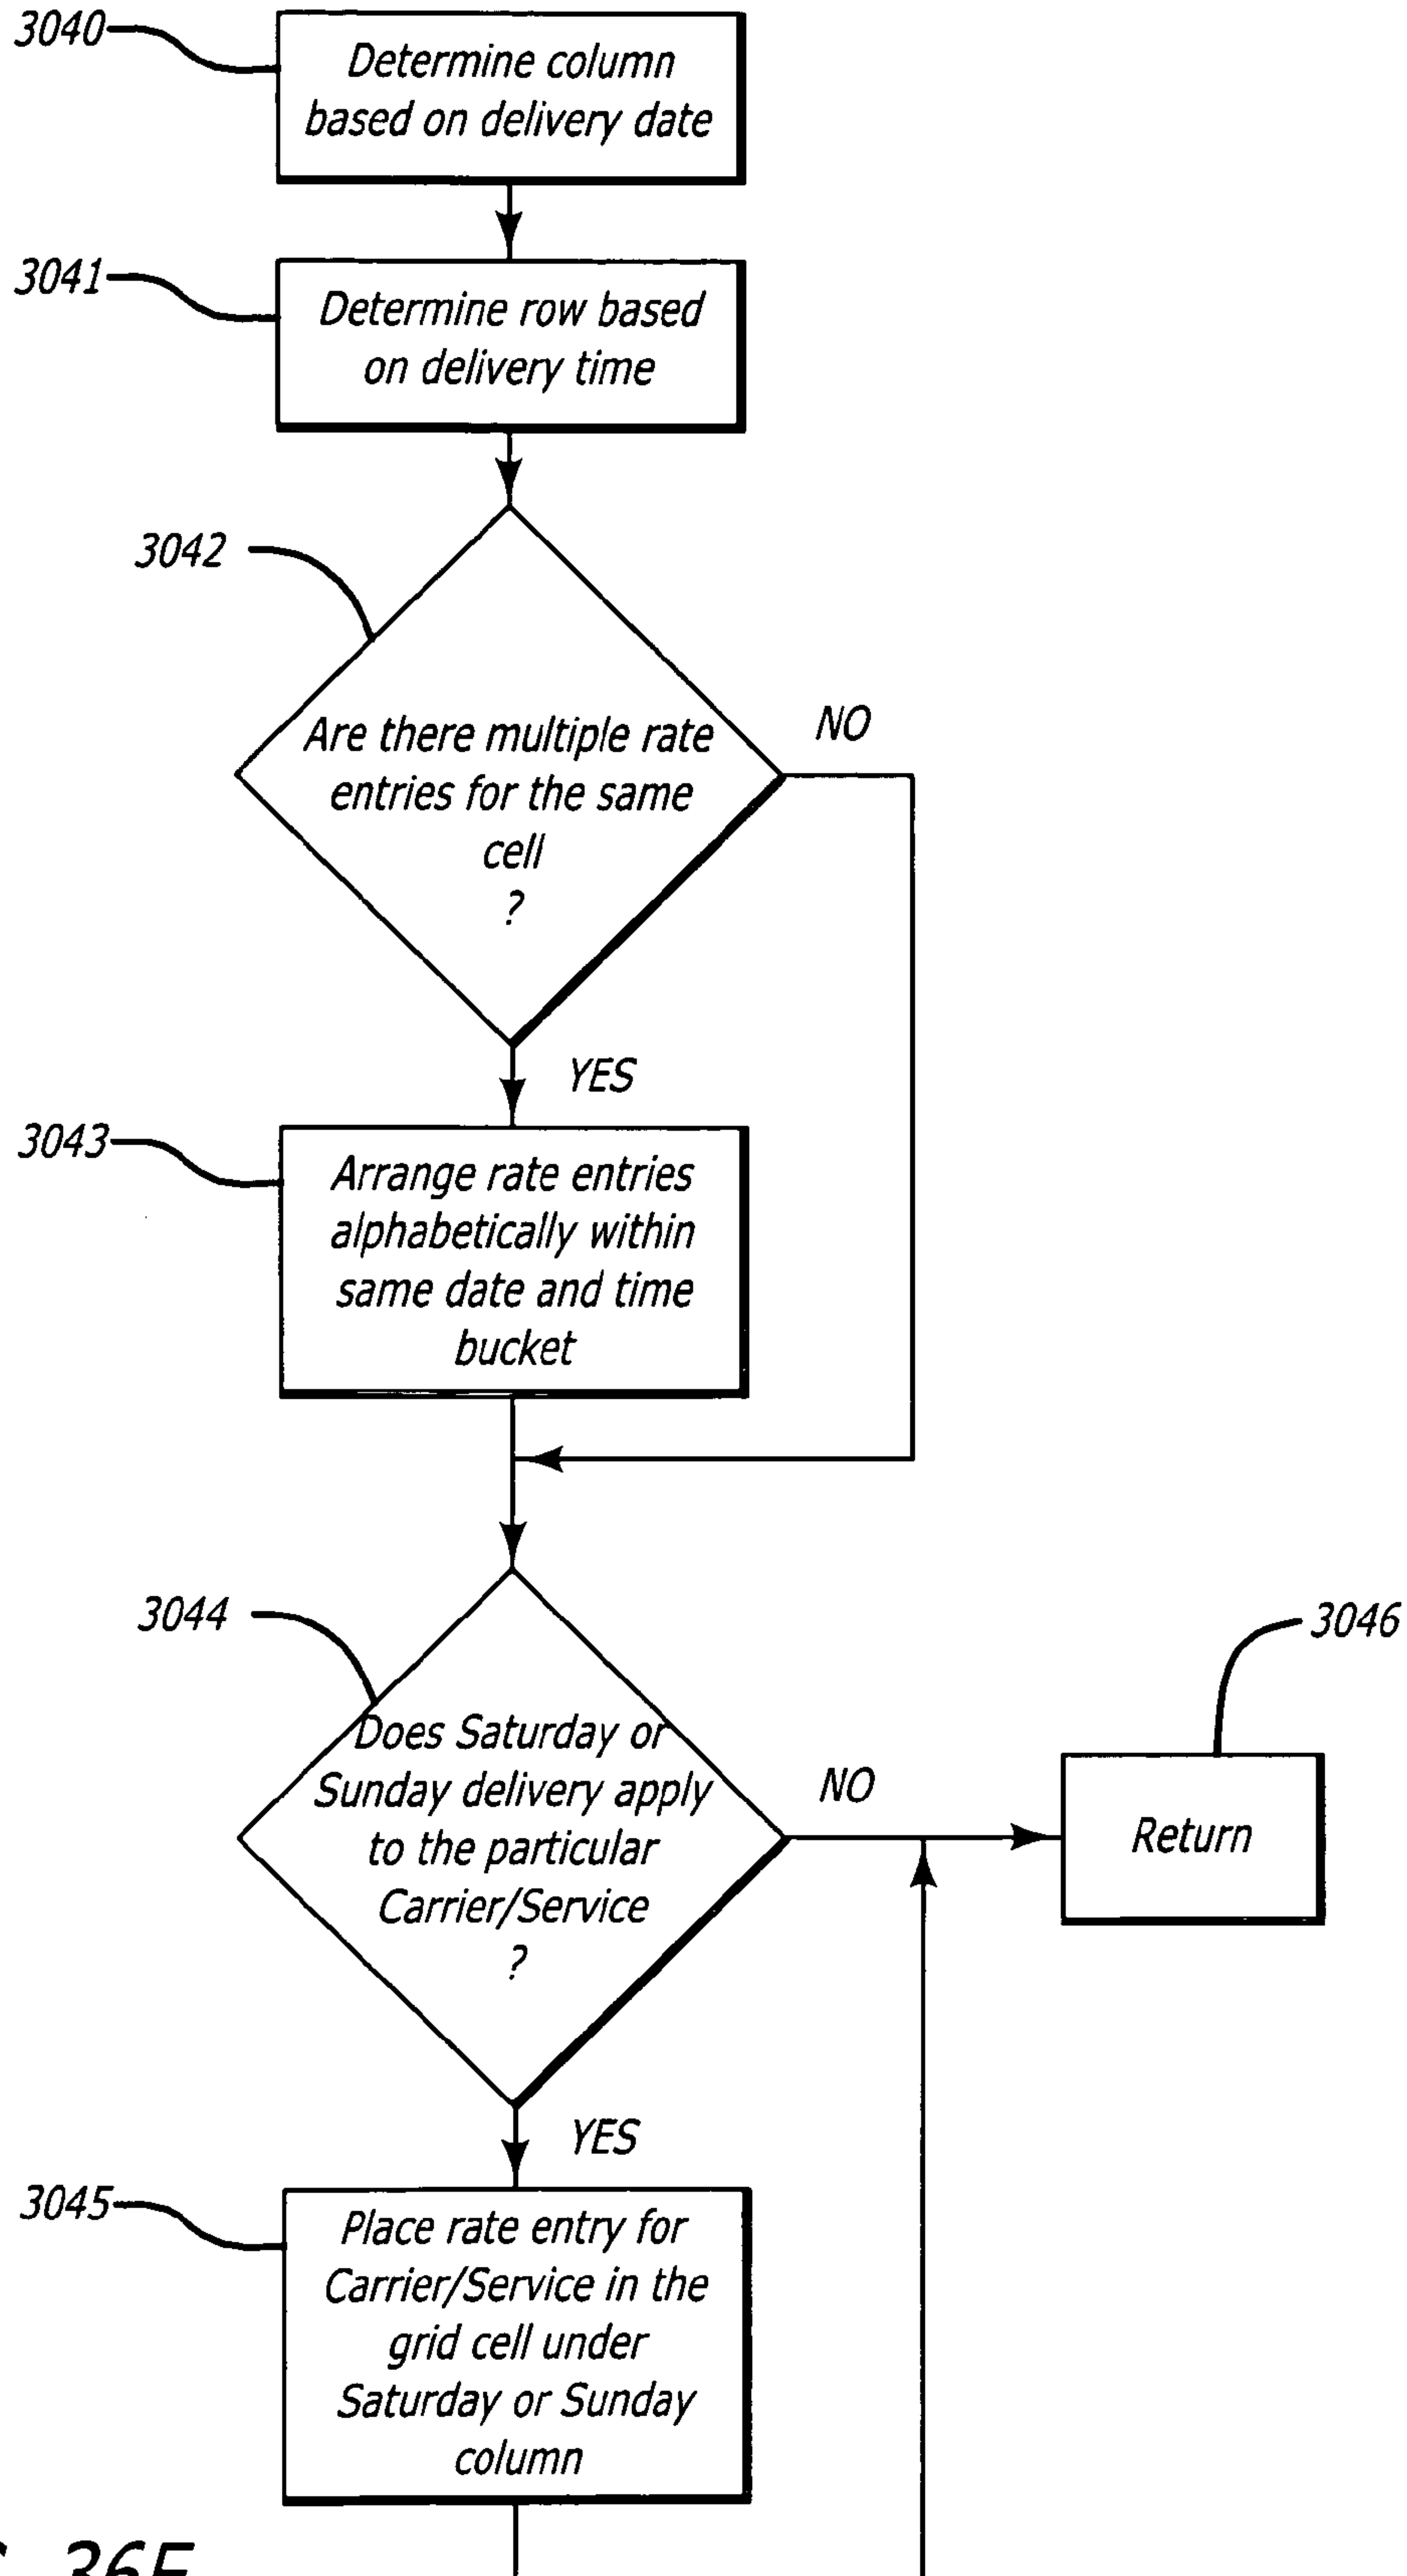 3040
Determine column
based on delivery date
3041
Determine row based
on delivery time
3042
Are there multiple rate
entries for the same
cell
?
NO
YES
3043
Arrange rate entries
alphabetically within
same date and time
bucket
3044
Does Saturday or
Sunday delivery apply
to the particular
Carrier/Service
?
NO
3046
Return
YES
3045
Place rate entry for
Carrier/Service in the
grid cell under
Saturday or Sunday
column